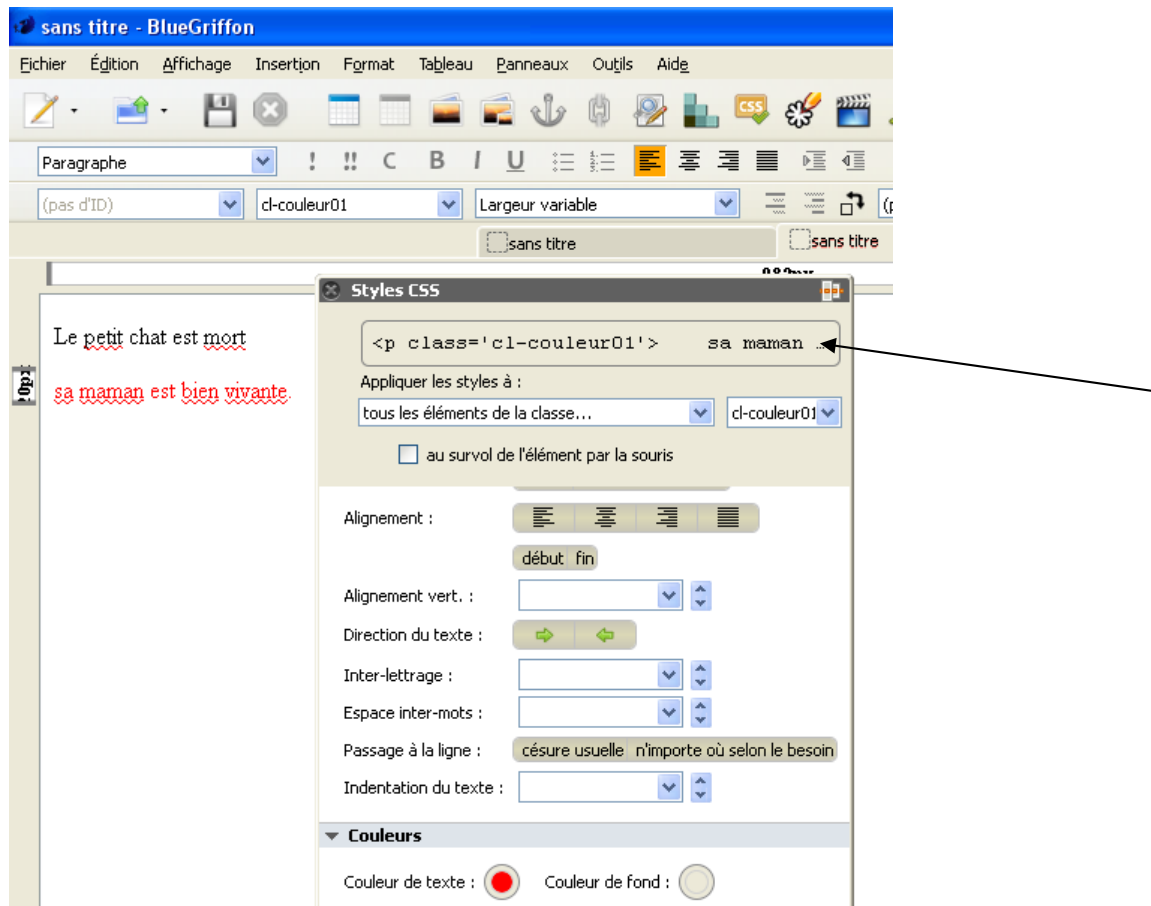 sans titre - BlueGriffon
Fichier Édition Affichage Insertion Format Tableau Panneaux Outils Aide
CSS
Paragraphe ! !! C B I U
(pas d'ID) cl-couleur01 Largeur variable
sans titre sans titre
Styles CSS
<p class='cl-couleur01'> sa maman …
Le petit chat est mort
Appliquer les styles à :
sa maman est bien vivante.
tous les éléments de la classe... cl-couleur01
au survol de l'élément par la souris
Alignement :
début fin
Alignement vert. :
Direction du texte :
Inter-lettrage :
Espace inter-mots :
Passage à la ligne : césure usuelle n'importe où selon le besoin
Indentation du texte :
Couleurs
Couleur de texte : Couleur de fond :